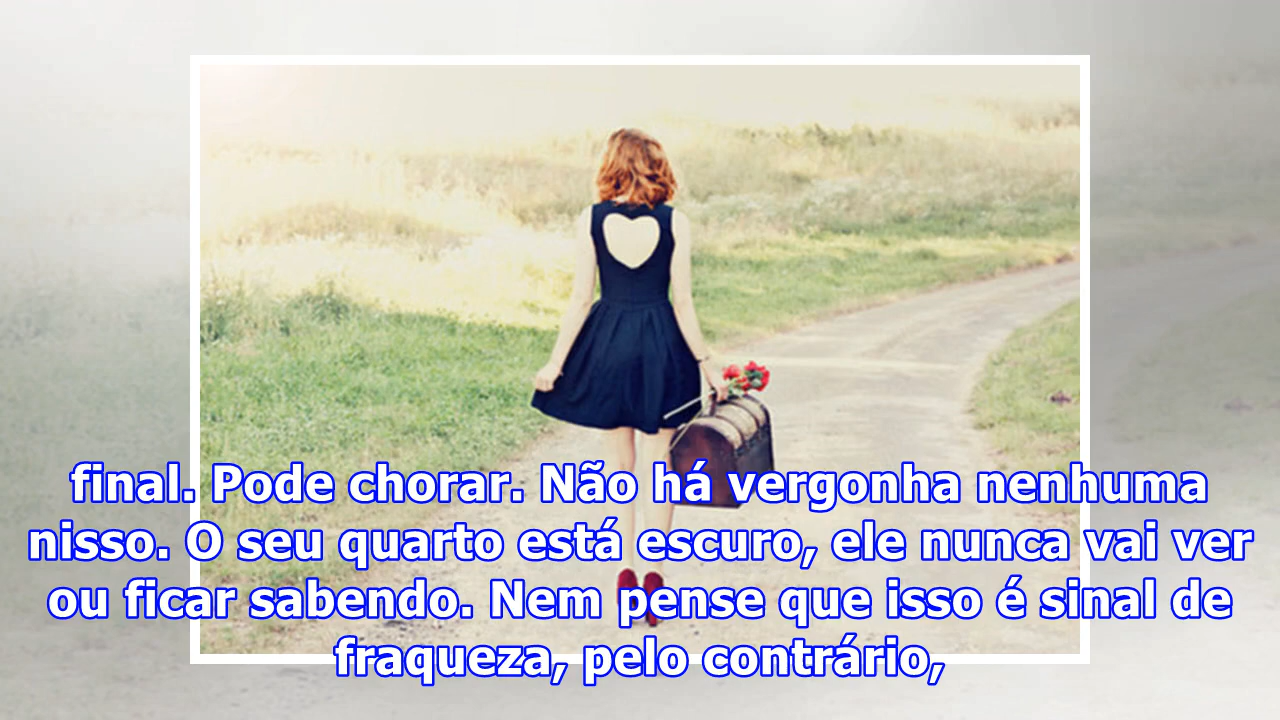 final. Pode chorar. Não há vergonha nenhuma
nisso. O seu quarto está escuro, ele nunca vai ver
ou ficar sabendo. Nem pense que isso é sinal de
fraqueza, pelo contrário,